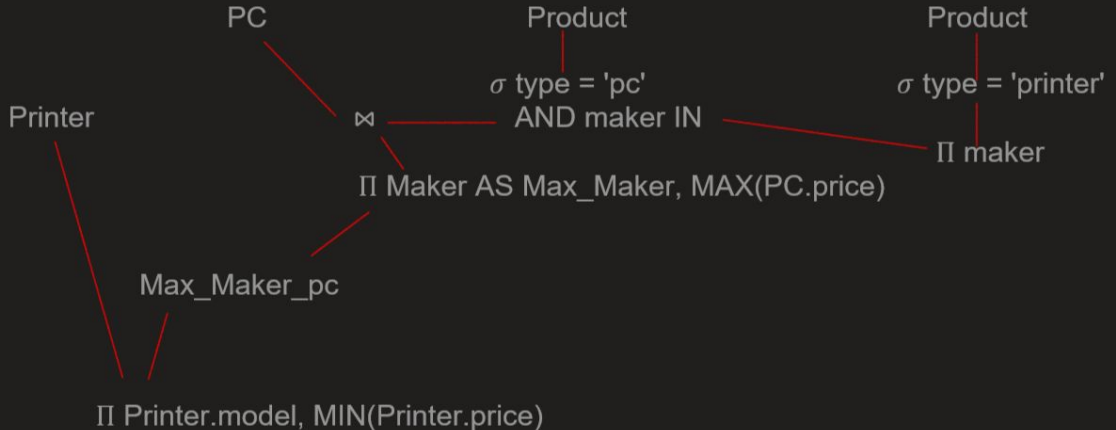 PC Product Product
σ type = 'pc' σ type = 'printer'
Printer ⋈ AND maker IN
Π maker
Π Maker AS Max_Maker, MAX(PC.price)
Max_Maker_pc
Π Printer.model, MIN(Printer.price)